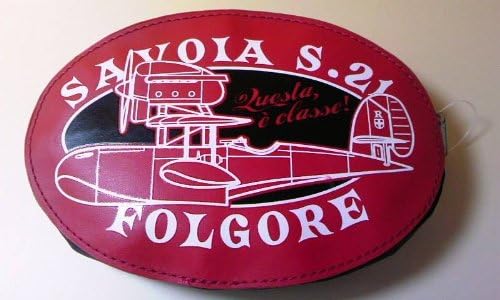 SAVOIA S.21
Questa,
è classe!
R
FOLGORE